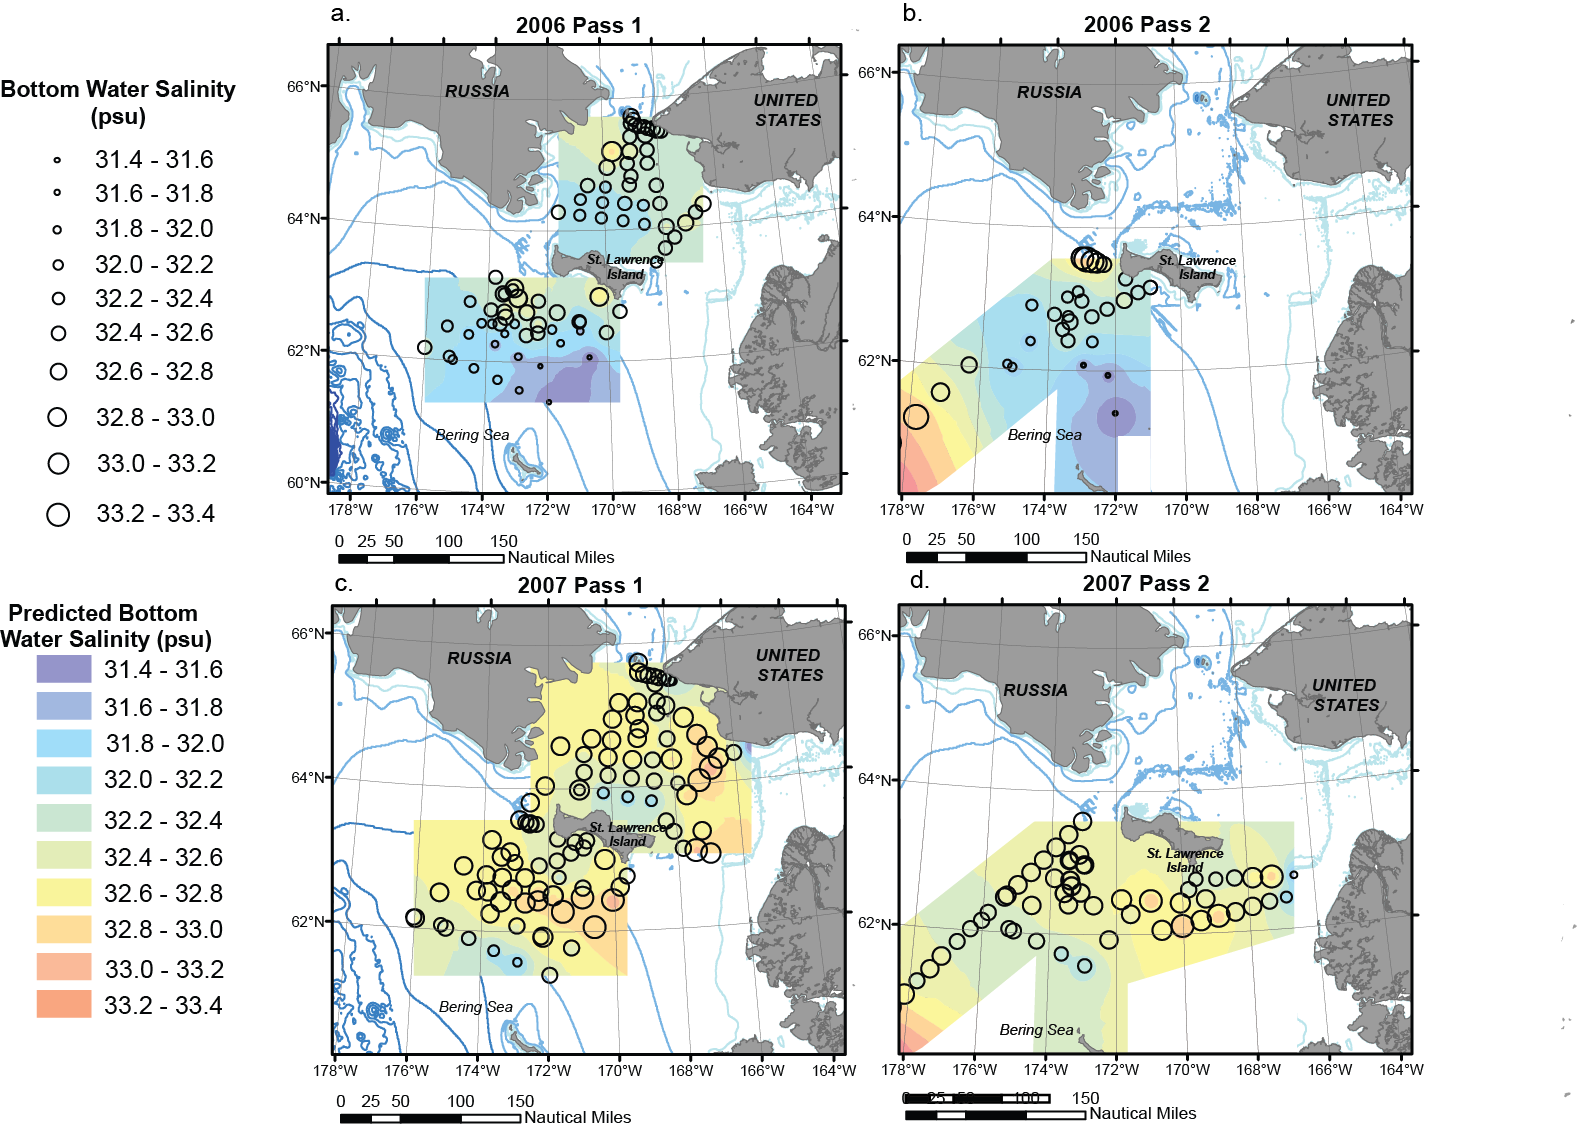 Bottom Water Salinity
(psu)
31.4 - 31.6
31.6 - 31.8
31.8 - 32.0
32.0 - 32.2
32.2 - 32.4
32.4 - 32.6
32.6 - 32.8
32.8 - 33.0
33.0 - 33.2
33.2 - 33.4
Predicted Bottom
Water Salinity (psu)
31.4 - 31.6
31.6 - 31.8
31.8 - 32.0
32.0 - 32.2
32.2 - 32.4
32.4 - 32.6
32.6 - 32.8
32.8 - 33.0
33.0 - 33.2
33.2 - 33.4
a.
2006 Pass 1
66°N
64°N
62°N
60°N
RUSSIA
UNITED
STATES
St. Lawrence
Island
Bering Sea
178°W 176°W 174°W 172°W 170°W 168°W 166°W 164°W
0 25 50 100 150
Nautical Miles
b.
2006 Pass 2
66°N
64°N
62°N
RUSSIA
UNITED
STATES
St. Lawrence
Island
Bering Sea
178°W 176°W 174°W 172°W 170°W 168°W 166°W 164°W
0 25 50 100 150
Nautical Miles
c.
2007 Pass 1
66°N
64°N
62°N
RUSSIA
UNITED
STATES
St. Lawrence
Island
Bering Sea
178°W 176°W 174°W 172°W 170°W 168°W 166°W 164°W
0 25 50 100 150
Nautical Miles
d.
2007 Pass 2
66°N
64°N
62°N
RUSSIA
UNITED
STATES
St. Lawrence
Island
Bering Sea
178°W 176°W 174°W 172°W 170°W 168°W 166°W 164°W
0 25 50 100 150
Nautical Miles